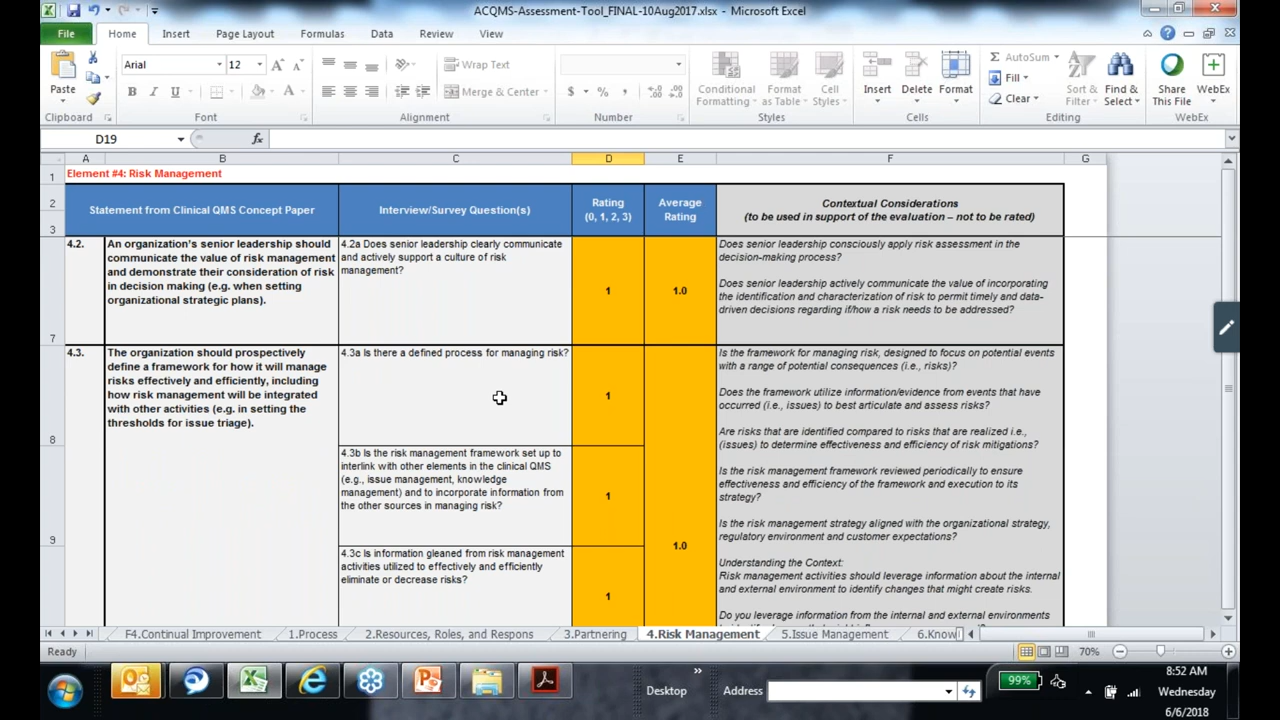 ACQMS-Assessment-Tool_FINAL-10Aug2017.xlsx - Microsoft Excel
File Home Insert Page Layout Formulas Data Review View
Paste
Clipboard
Arial 12
B I U A
Font
Wrap Text
Merge & Center
Alignment
$ % ,
Number
Conditional Formatting
Format as Table
Cell Styles
Styles
Insert Delete Format
Cells
AutoSum
Fill
Clear
Sort & Filter
Find & Select
Editing
Share This File
WebEx
WebEx
D19 fx
A B C D E F G
1 Element #4: Risk Management
2
3
Statement from Clinical QMS Concept Paper
Interview/Survey Question(s)
Rating
(0, 1, 2, 3)
Average
Rating
Contextual Considerations
(to be used in support of the evaluation – not to be rated)
4.2.
An organization's senior leadership should
communicate the value of risk management
and demonstrate their consideration of risk
in decision making (e.g. when setting
organizational strategic plans).
4.2a Does senior leadership clearly communicate
and actively support a culture of risk
management?
1
1.0
Does senior leadership consciously apply risk assessment in the
decision-making process?
Does senior leadership actively communicate the value of incorporating
the identification and characterization of risk to permit timely and data-
driven decisions regarding if/how a risk needs to be addressed?
7
4.3.
The organization should prospectively
define a framework for how it will manage
risks effectively and efficiently, including
how risk management will be integrated
with other activities (e.g. in setting the
thresholds for issue triage).
4.3a Is there a defined process for managing risk?
1
8
4.3b Is the risk management framework set up to
interlink with other elements in the clinical QMS
(e.g., issue management, knowledge
management) and to incorporate information from
the other sources in managing risk?
1
9
4.3c Is information gleaned from risk management
activities utilized to effectively and efficiently
eliminate or decrease risks?
1
1.0
Is the framework for managing risk, designed to focus on potential events
with a range of potential consequences (i.e., risks)?
Does the framework utilize information/evidence from events that have
occurred (i.e., issues) to best articulate and assess risks?
Are risks that are identified compared to risks that are realized i.e.,
(issues) to determine effectiveness and efficiency of risk mitigations?
Is the risk management framework reviewed periodically to ensure
effectiveness and efficiency of the framework and execution to its
strategy?
Is the risk management strategy aligned with the organizational strategy,
regulatory environment and customer expectations?
Understanding the Context:
Risk management activities should leverage information about the internal
and external environment to identify changes that might create risks.
Do you leverage information from the internal and external environments
F4.Continual Improvement 1.Process 2.Resources, Roles, and Respons 3.Partnering 4.Risk Management 5.Issue Management 6.Know
Ready 70%
Desktop Address 99%
8:52 AM
Wednesday
6/6/2018